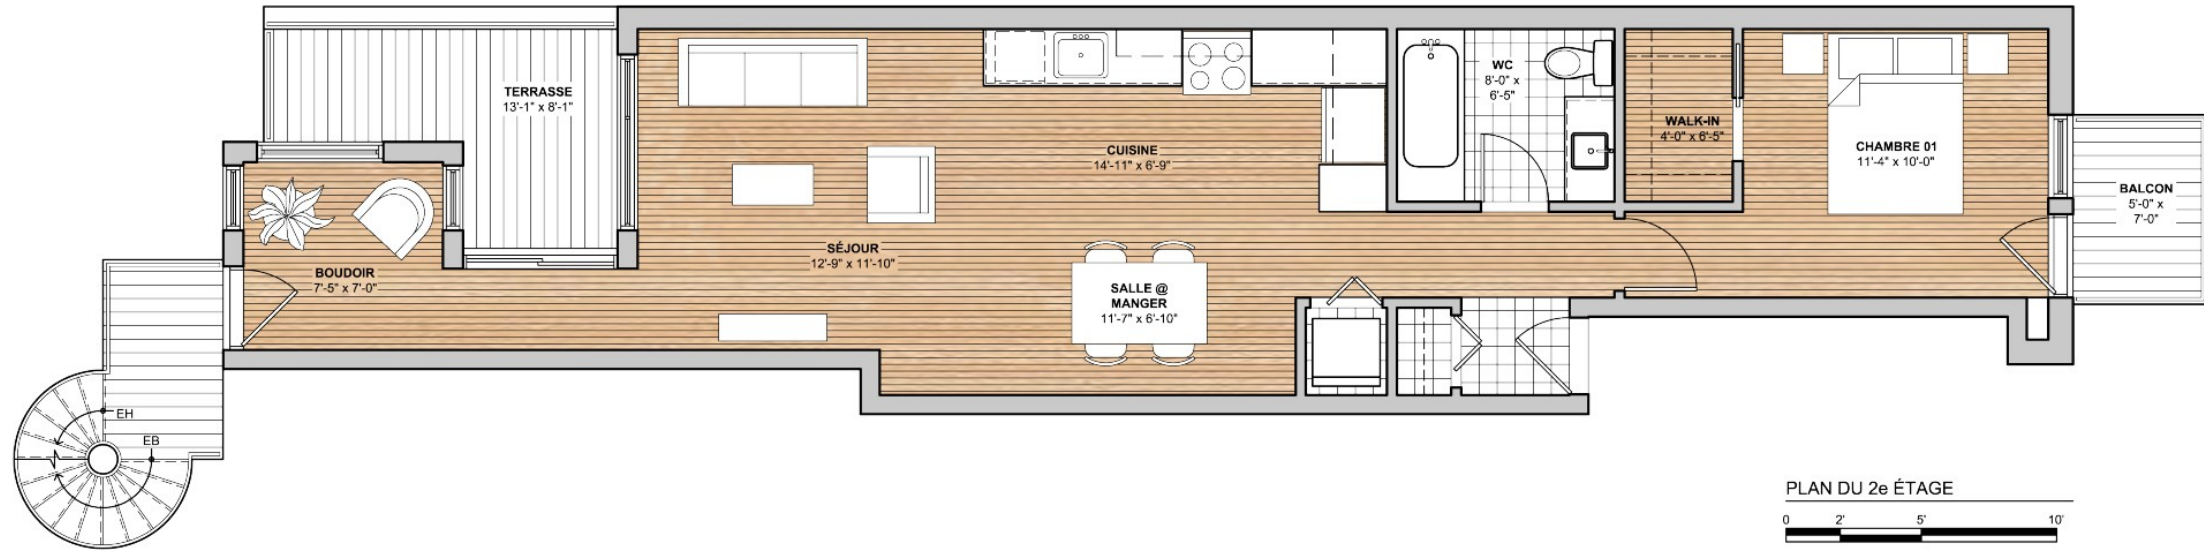 TERRASSE
13'-1" x 8'-1"
WC
8'-0" x
6'-5"
WALK-IN
4'-0" x 6'-5"
CUISINE
14'-11" x 6'-9"
CHAMBRE 01
11'-4" x 10'-0"
BALCON
5'-0" x
7'-0"
SÉJOUR
12'-9" x 11'-10"
BOUDOIR
7'-5" x 7'-0"
SALLE @
MANGER
11'-7" x 6'-10"
EH
EB
PLAN DU 2e ÉTAGE
0 2' 5' 10'